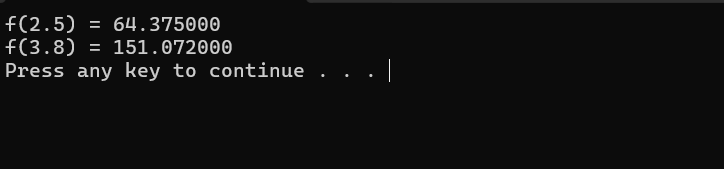 f(2.5) = 64.375000
f(3.8) = 151.072000
Press any key to continue . . .